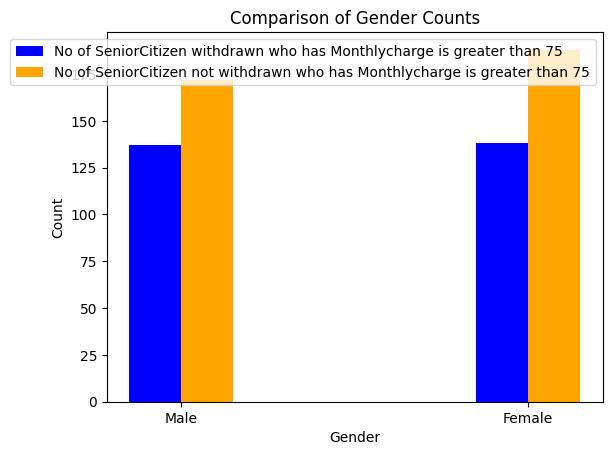 Comparison of Gender Counts
No of SeniorCitizen withdrawn who has Monthlycharge is greater than 75
No of SeniorCitizen not withdrawn who has Monthlycharge is greater than 75
175
150
125
100
75
50
25
0
Count
Male
Female
Gender